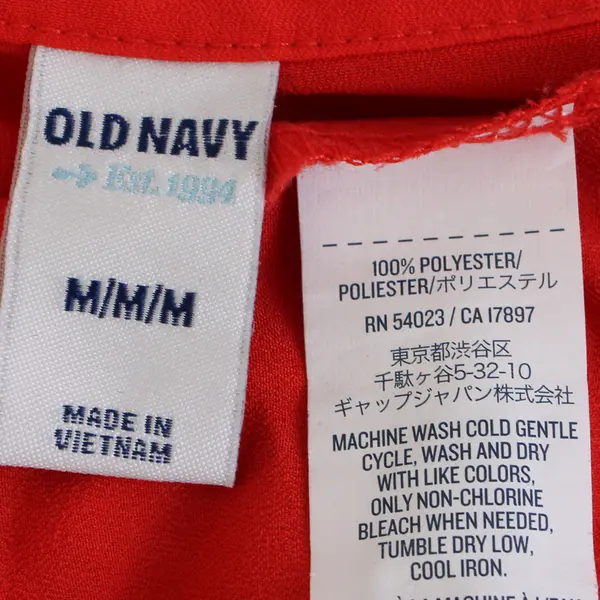 OLD NAVY
Est. 1994
M/M/M
MADE IN
VIETNAM
100% POLYESTER/
POLIESTER/ポリエステル
RN 54023 / CA 17897
東京都渋谷区
千駄ヶ谷5-32-10
ギャップジャパン株式会社
MACHINE WASH COLD GENTLE
CYCLE, WASH AND DRY
WITH LIKE COLORS,
ONLY NON-CHLORINE
BLEACH WHEN NEEDED,
TUMBLE DRY LOW,
COOL IRON.